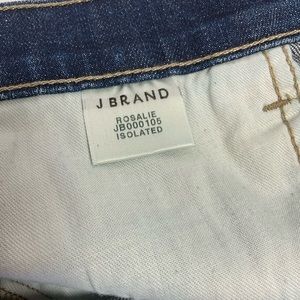 J BRAND
ROSALIE
JB000105
ISOLATED